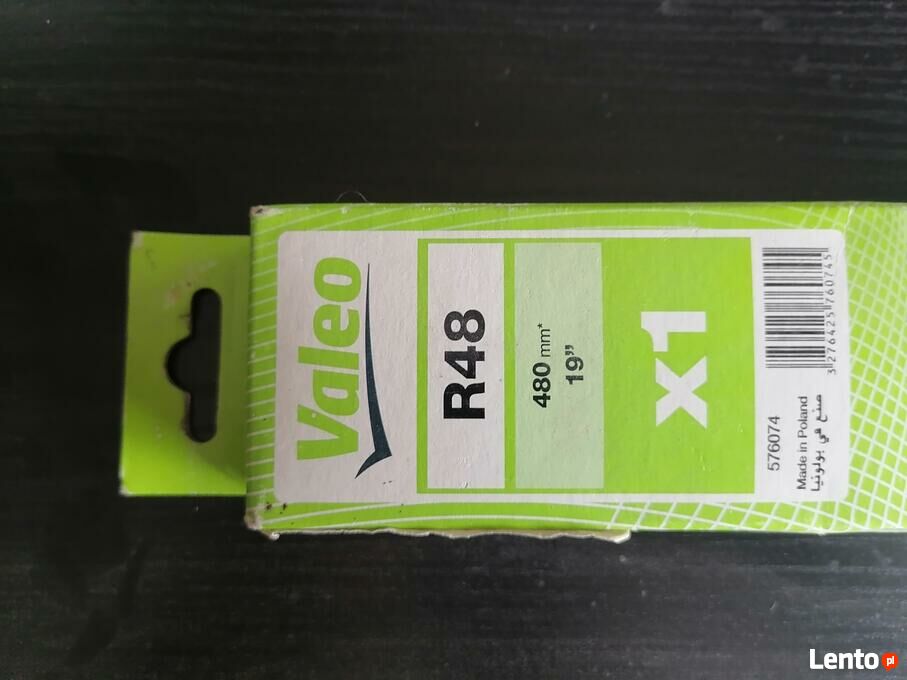 Valeo
R48
480 mm*
19"
x1
3 276425 760745
576074
Made in Poland
صنع في بولونيا
Lento pl